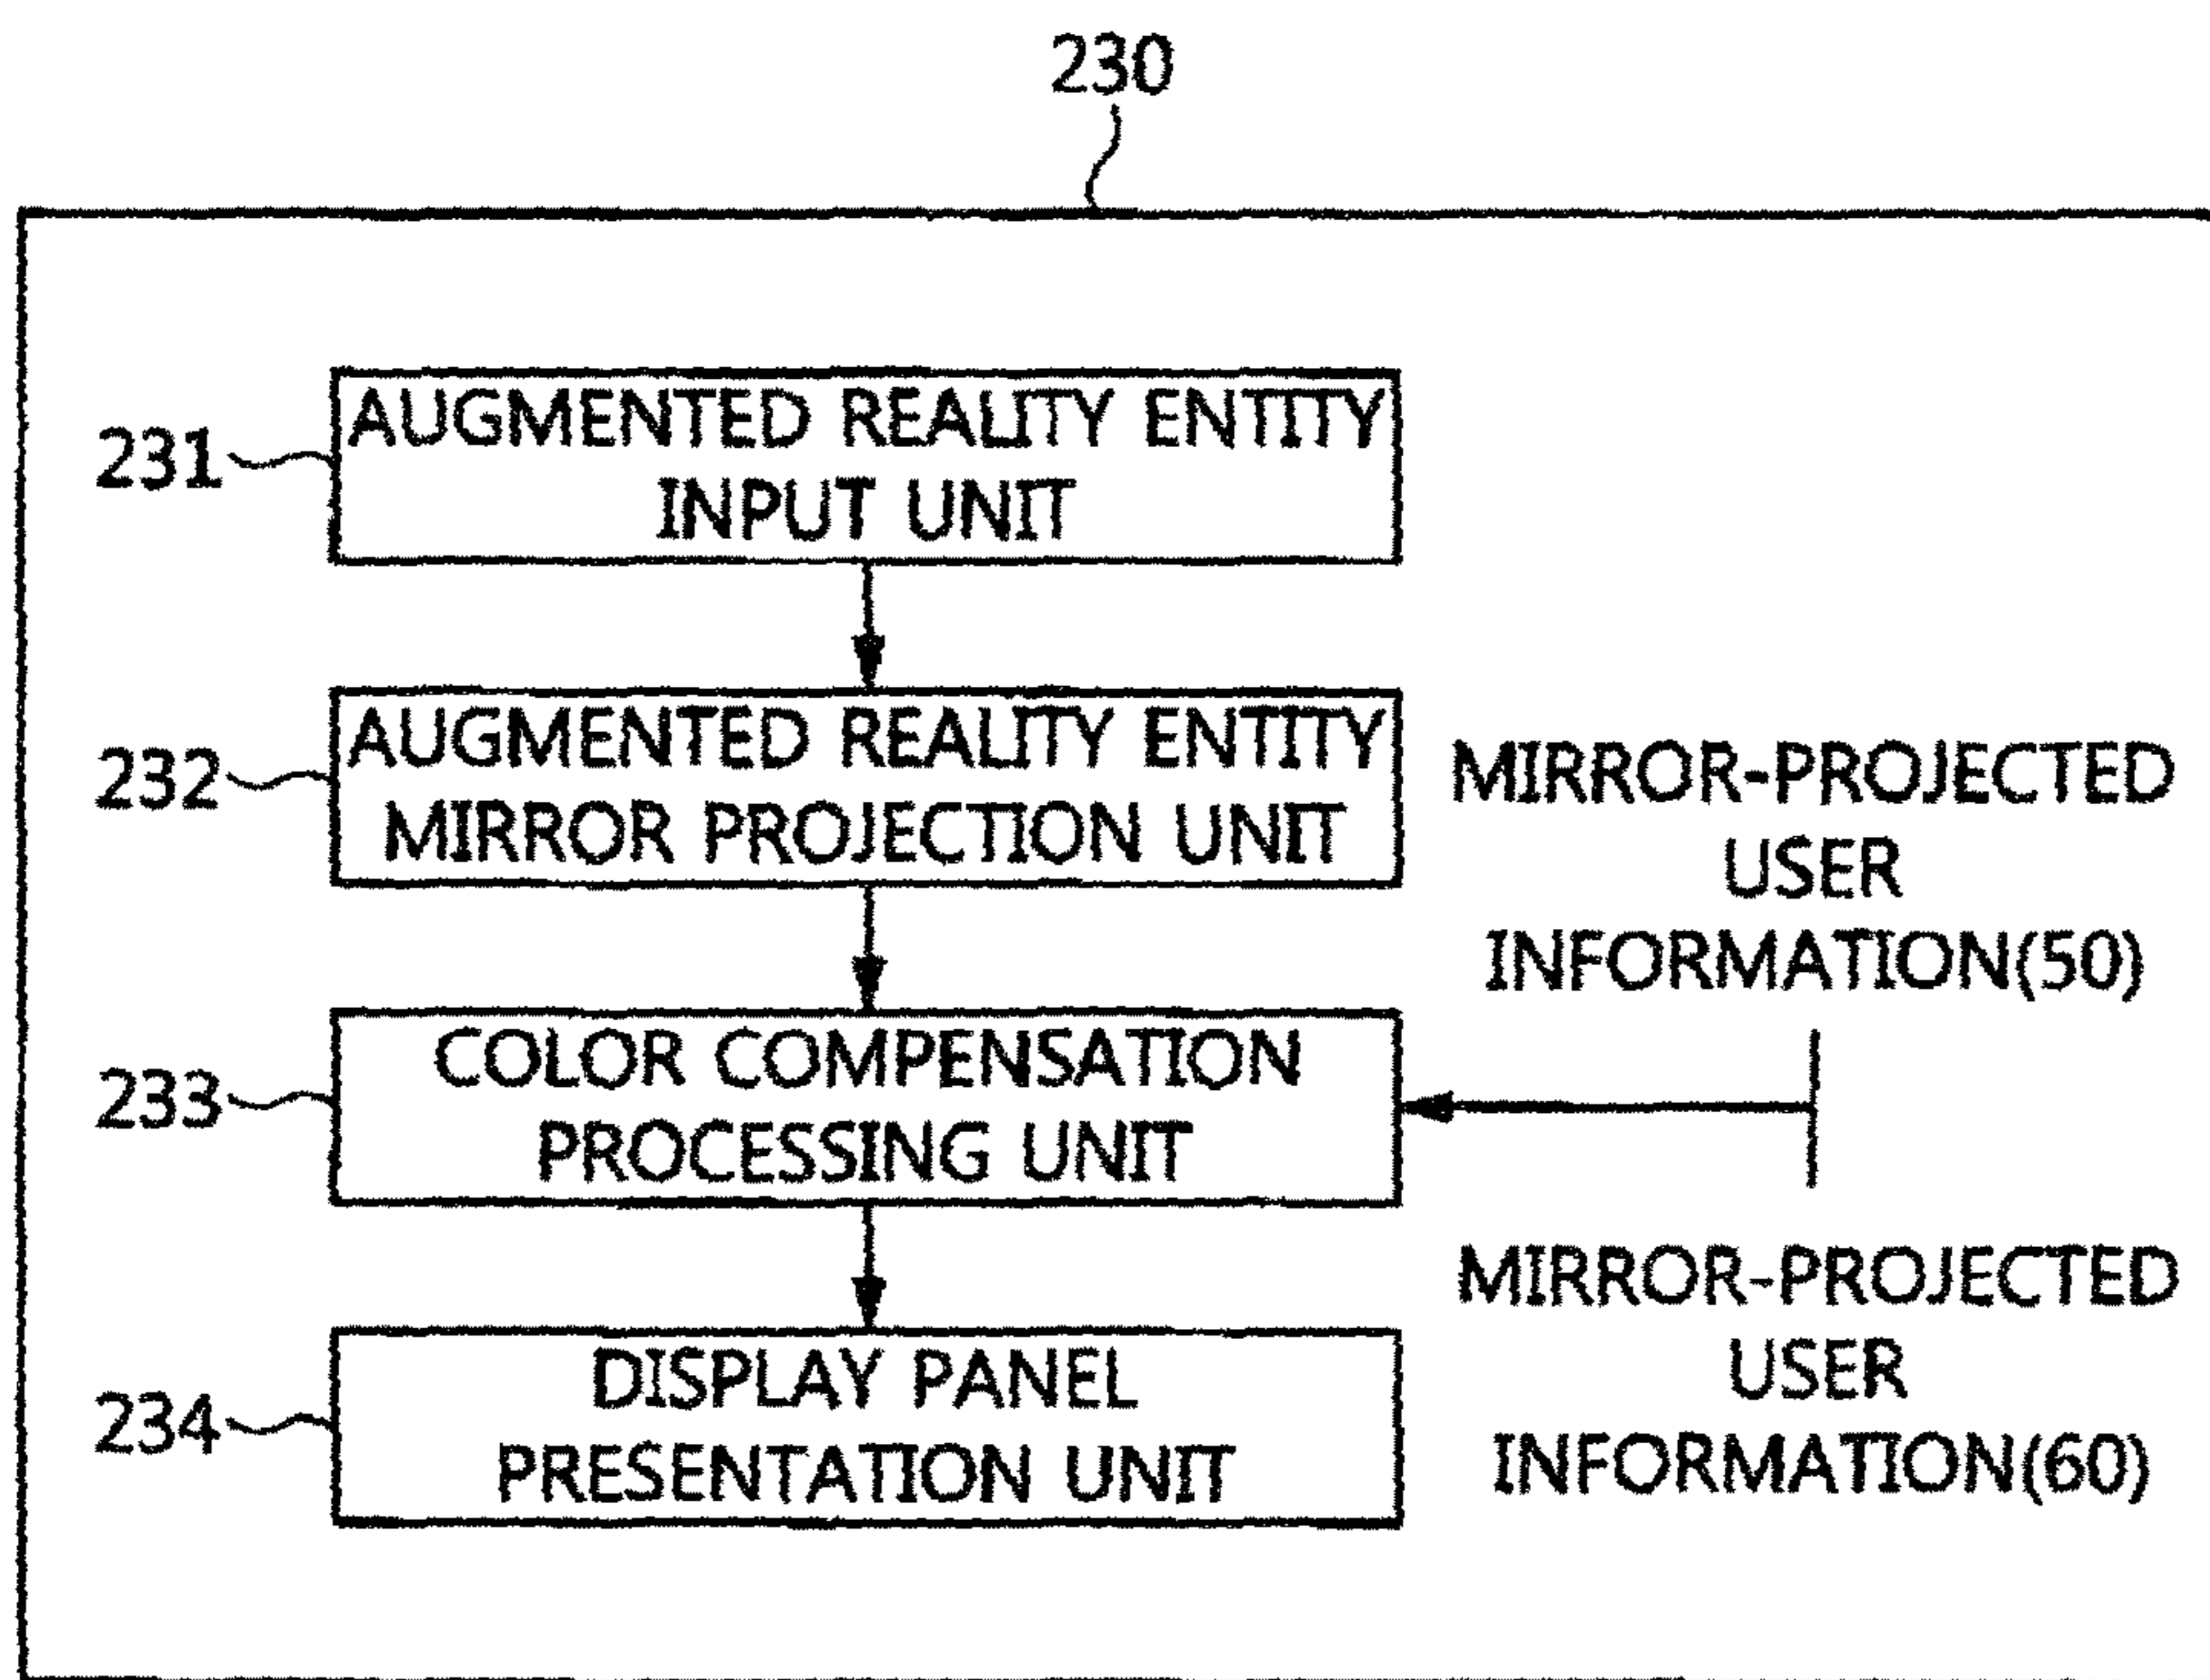 230
231
AUGMENTED REALITY ENTITY
INPUT UNIT
232
AUGMENTED REALITY ENTITY
MIRROR PROJECTION UNIT
MIRROR-PROJECTED
USER
INFORMATION(50)
233
COLOR COMPENSATION
PROCESSING UNIT
234
DISPLAY PANEL
PRESENTATION UNIT
MIRROR-PROJECTED
USER
INFORMATION(60)